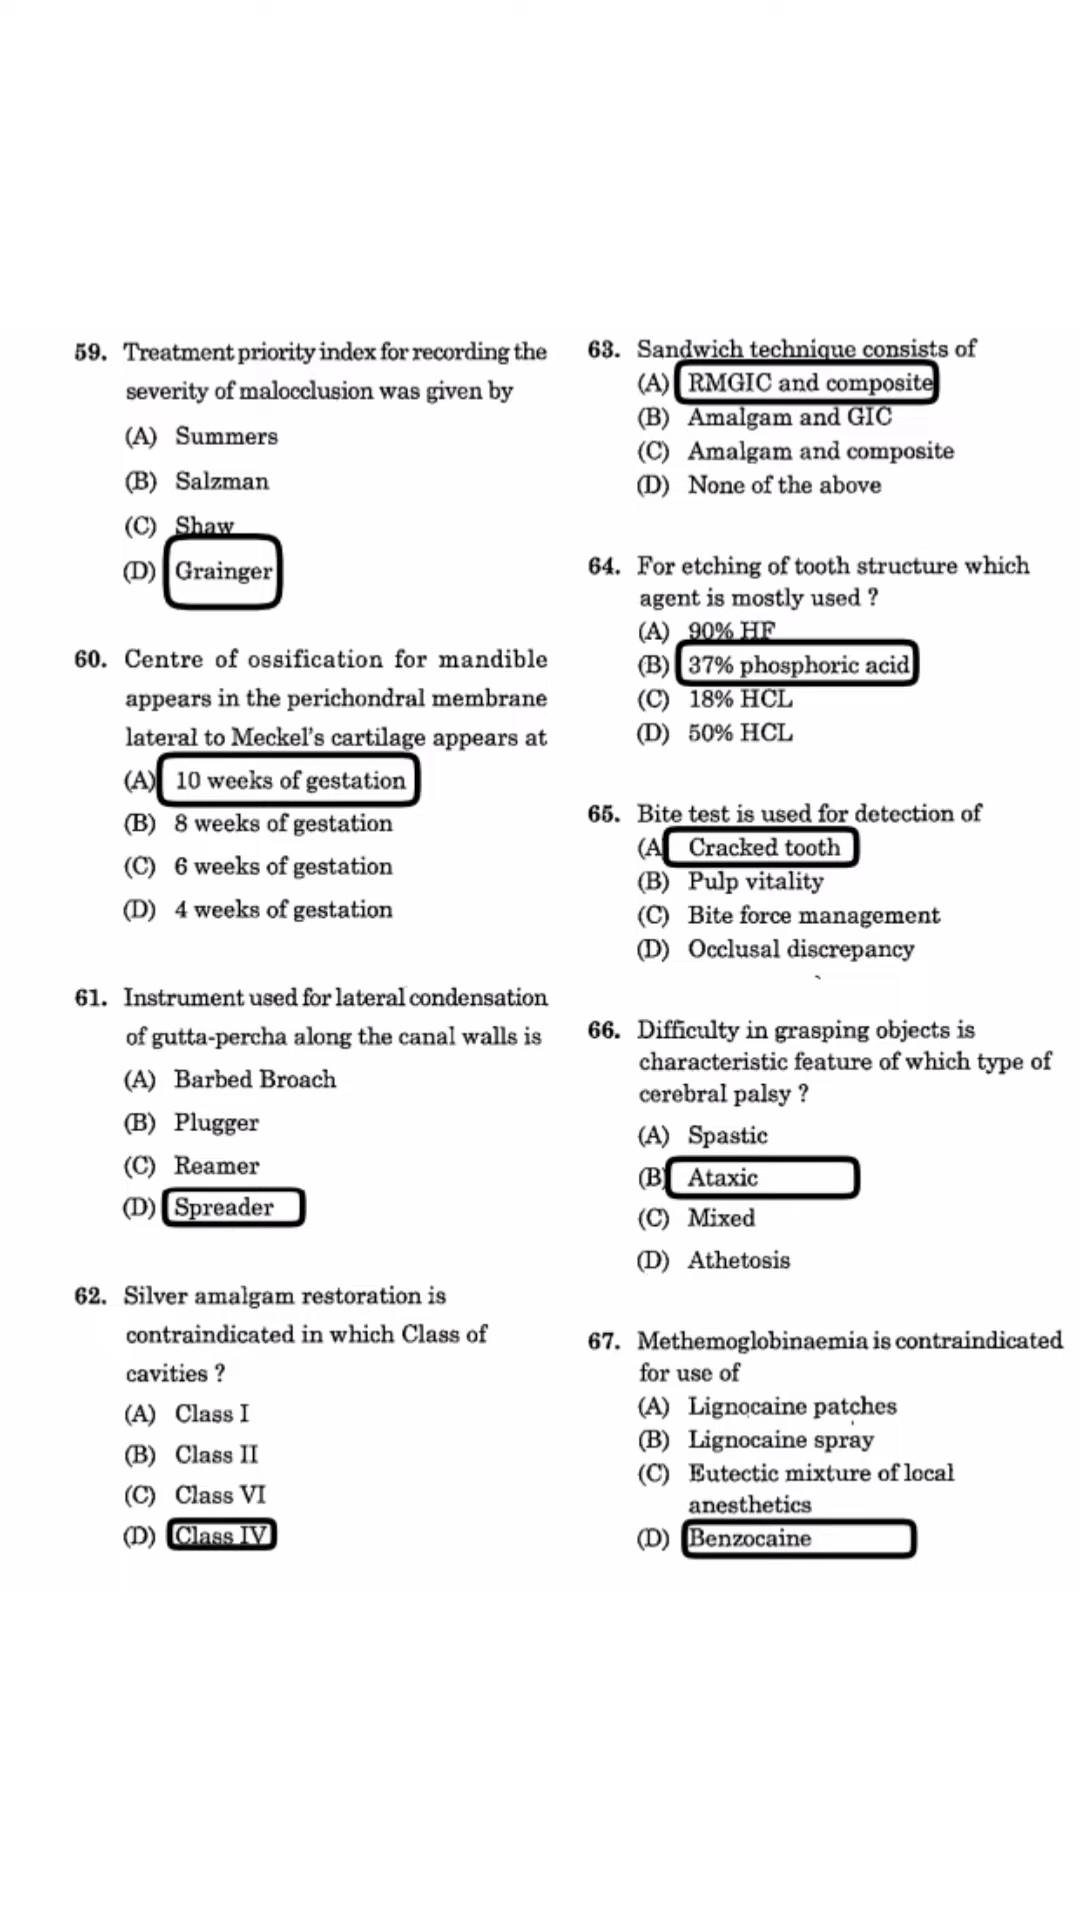 59. Treatment priority index for recording the
severity of malocclusion was given by
(A) Summers
(B) Salzman
(C) Shaw
(D) Grainger
60. Centre of ossification for mandible
appears in the perichondral membrane
lateral to Meckel's cartilage appears at
(A) 10 weeks of gestation
(B) 8 weeks of gestation
(C) 6 weeks of gestation
(D) 4 weeks of gestation
61. Instrument used for lateral condensation
of gutta-percha along the canal walls is
(A) Barbed Broach
(B) Plugger
(C) Reamer
(D) Spreader
62. Silver amalgam restoration is
contraindicated in which Class of
cavities ?
(A) Class I
(B) Class II
(C) Class VI
(D) Class IV
63. Sandwich technique consists of
(A) RMGIC and composite
(B) Amalgam and GIC
(C) Amalgam and composite
(D) None of the above
64. For etching of tooth structure which
agent is mostly used ?
(A) 90% HF
(B) 37% phosphoric acid
(C) 18% HCL
(D) 50% HCL
65. Bite test is used for detection of
(A Cracked tooth
(B) Pulp vitality
(C) Bite force management
(D) Occlusal discrepancy
66. Difficulty in grasping objects is
characteristic feature of which type of
cerebral palsy ?
(A) Spastic
(B) Ataxic
(C) Mixed
(D) Athetosis
67. Methemoglobinaemia is contraindicated
for use of
(A) Lignocaine patches
(B) Lignocaine spray
(C) Eutectic mixture of local
anesthetics
(D) Benzocaine